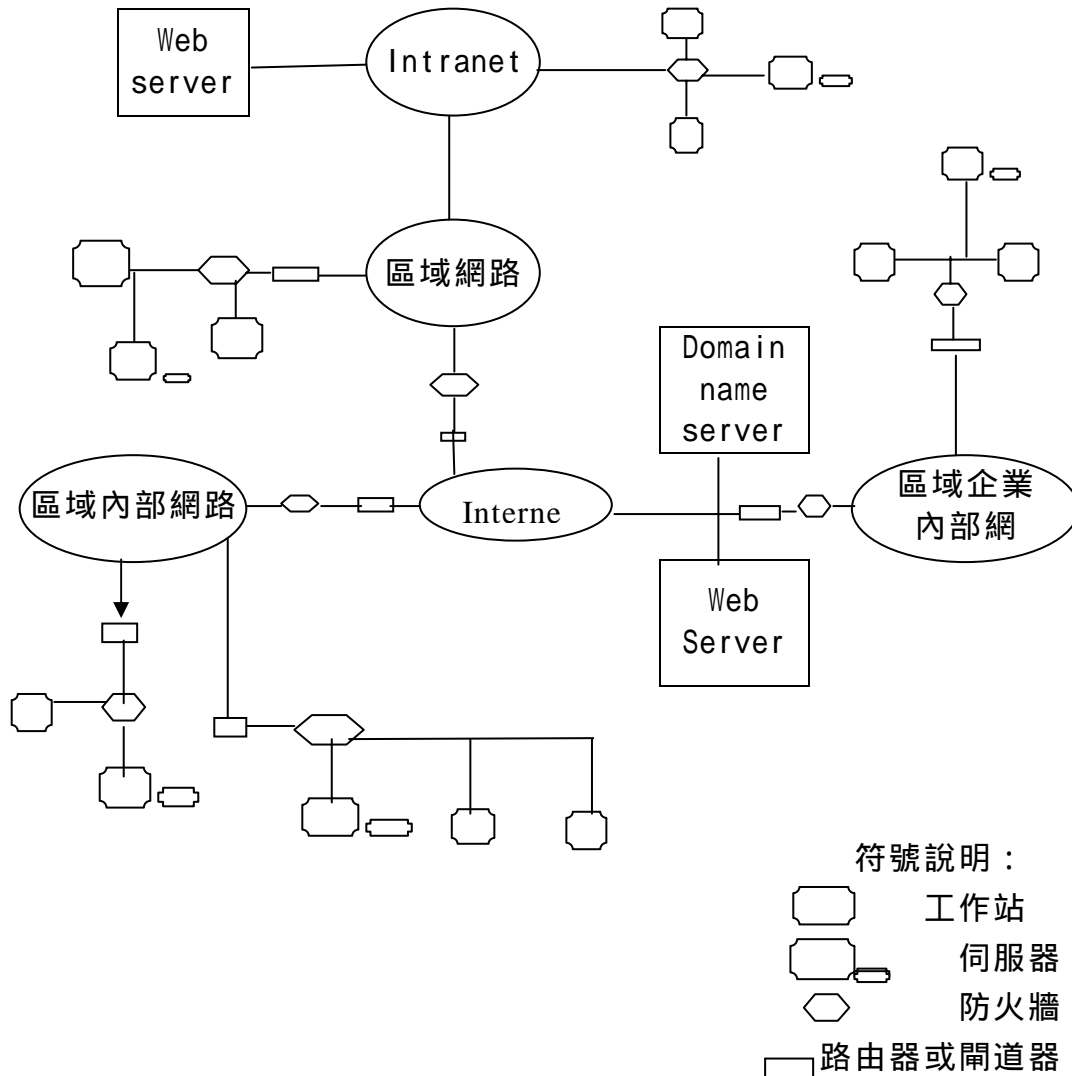 Web
server
Intranet
區域網路
Domain
name
server
區域內部網路
Interne
區域企業
內部網
Web
Server
符號說明：
工作站
伺服器
防火牆
路由器或閘道器